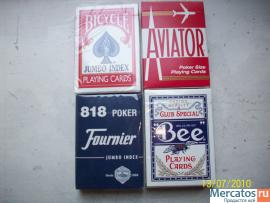 BICYCLE
JUMBO INDEX
PLAYING CARDS
AVIATOR
Poker Size
Playing Cards
818 POKER
Fournier
JUMBO INDEX
CLUB SPECIAL
Bee
PLAYING
CARDS
13/07/2010
Mercatos.ru